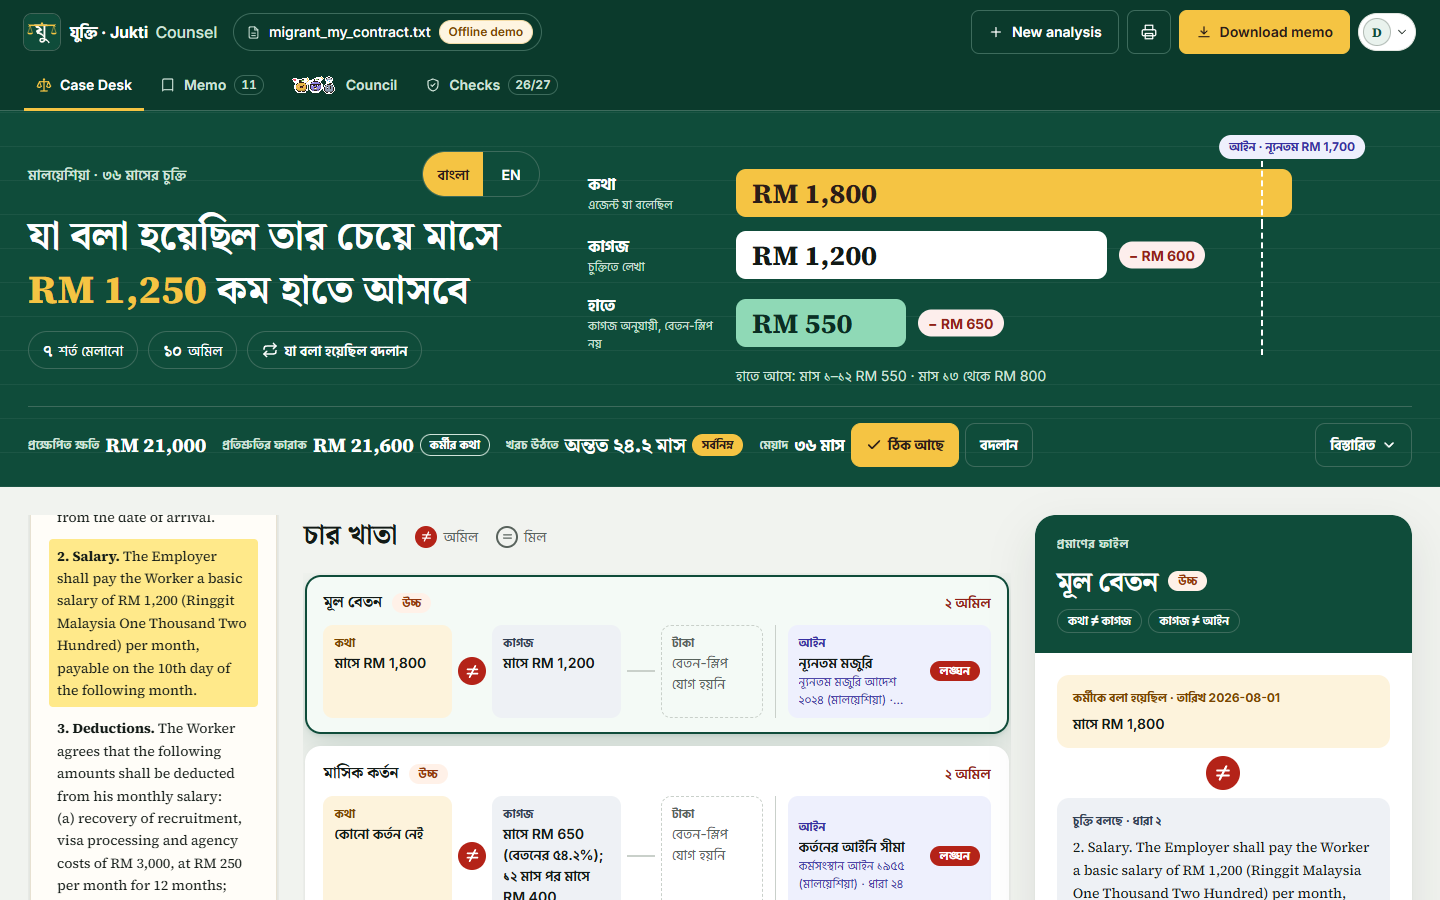 যু
যুক্তি · Jukti Counsel
migrant_my_contract.txt
Offline demo
New analysis
Download memo
D
Case Desk
Memo 11
Council
Checks 26/27
মালয়েশিয়া · ৩৬ মাসের চুক্তি
বাংলা
EN
যা বলা হয়েছিল তার চেয়ে মাসে
RM 1,250 কম হাতে আসবে
৭ শর্ত মেলানো
১০ অমিল
যা বলা হয়েছিল বদলান
আইন · ন্যূনতম RM 1,700
কথা
এজেন্ট যা বলেছিল
RM 1,800
কাগজ
চুক্তিতে লেখা
RM 1,200
– RM 600
হাতে
কাগজ অনুযায়ী, বেতন-স্লিপ
নয়
RM 550
– RM 650
হাতে আসে: মাস ১–১২ RM 550 · মাস ১৩ থেকে RM 800
প্রক্ষেপিত ক্ষতি RM 21,000
প্রতিশ্রুতির ফারাক RM 21,600 কর্মীর কথা
খরচ উঠতে অন্তত ২৪.২ মাস সর্বনিম্ন
মেয়াদ ৩৬ মাস
ঠিক আছে
বদলান
বিস্তারিত
from the date of arrival.
2. Salary. The Employer
shall pay the Worker a basic
salary of RM 1,200 (Ringgit
Malaysia One Thousand Two
Hundred) per month,
payable on the 10th day of
the following month.
3. Deductions. The Worker
agrees that the following
amounts shall be deducted
from his monthly salary:
(a) recovery of recruitment,
visa processing and agency
costs of RM 3,000, at RM 250
per month for 12 months;
চার খাতা
≠ অমিল
= মিল
মূল বেতন উচ্চ
২ অমিল
কথা
মাসে RM 1,800
≠
কাগজ
মাসে RM 1,200
টাকা
বেতন-স্লিপ
যোগ হয়নি
আইন
ন্যূনতম মজুরি
ন্যূনতম মজুরি আদেশ
২০২৪ (মালয়েশিয়া) ·...
লঙ্ঘন
মাসিক কর্তন উচ্চ
২ অমিল
কথা
কোনো কর্তন নেই
≠
কাগজ
মাসে RM 650
(বেতনের ৫৪.২%);
১২ মাস পর মাসে
RM 400
টাকা
বেতন-স্লিপ
যোগ হয়নি
আইন
কর্তনের আইনি সীমা
কর্মসংস্থান আইন ১৯৫৫
(মালয়েশিয়া) · ধারা ২৪
লঙ্ঘন
প্রমাণের ফাইল
মূল বেতন উচ্চ
কথা ≠ কাগজ
কাগজ ≠ আইন
কর্মীকে বলা হয়েছিল · তারিখ 2026-08-01
মাসে RM 1,800
≠
চুক্তি বলছে · ধারা ২
2. Salary. The Employer shall pay the Worker
a basic salary of RM 1,200 (Ringgit Malaysia
One Thousand Two Hundred) per month,